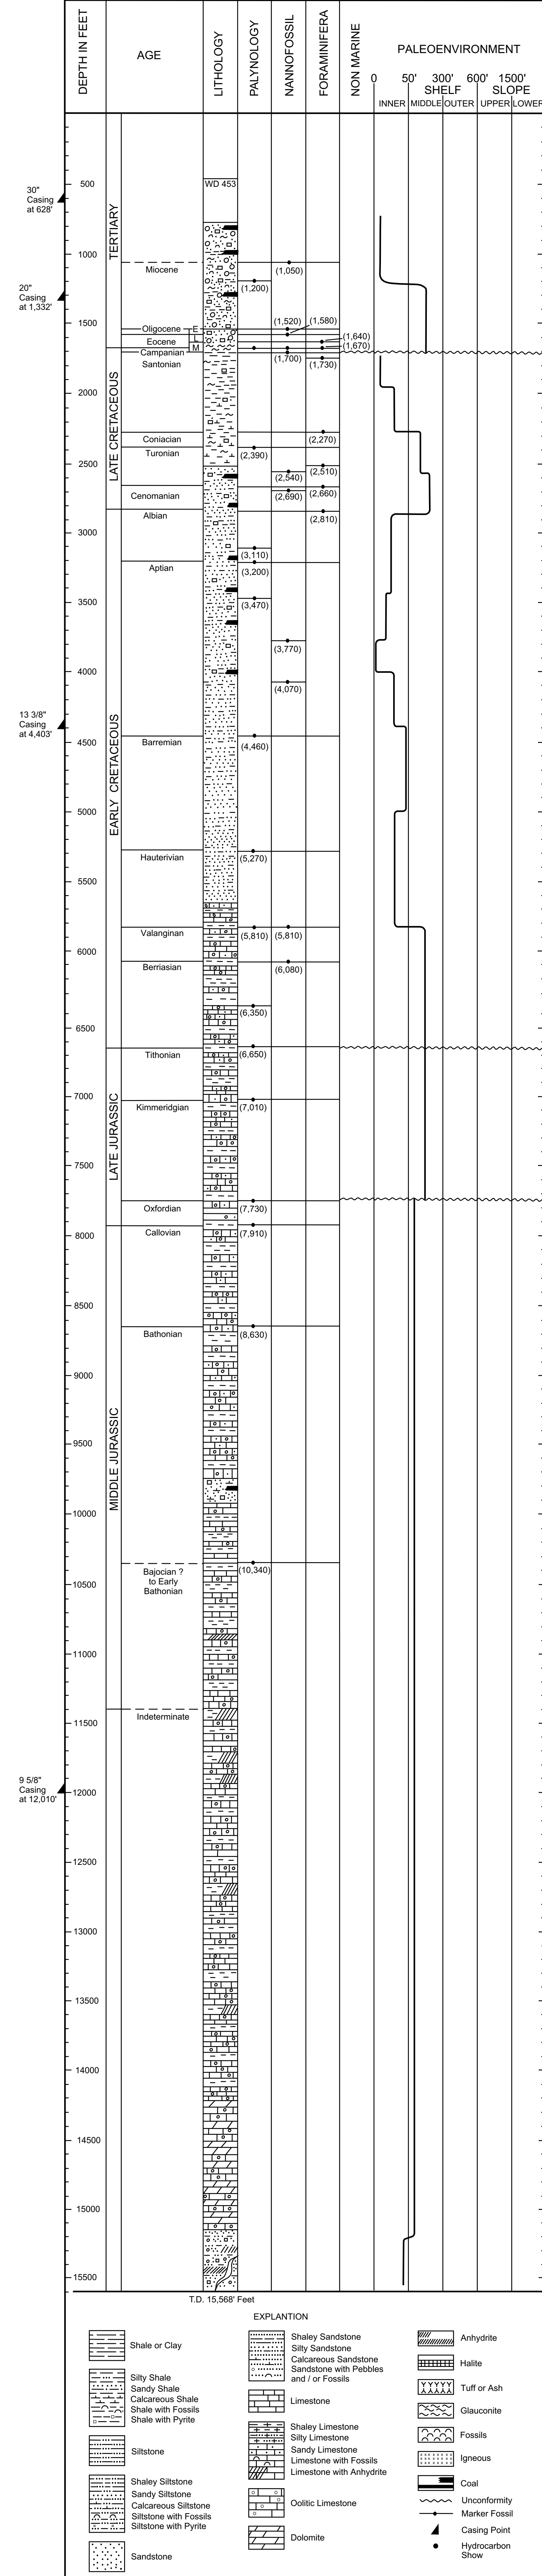 DEPTH IN FEET
AGE
LITHOLOGY
PALYNOLOGY
NANNOFOSSIL
FORAMINIFERA
NON MARINE
PALEOENVIRONMENT
0 50' 300' 600' 1500'
SHELF SLOPE
INNER MIDDLE OUTER UPPER LOWER
500
WD 453
30"
Casing
at 628'
TERTIARY
1000
Miocene
(1,050)
(1,200)
20"
Casing
at 1,332'
1500
(1,520)
(1,580)
Oligocene E
L
Eocene
M
(1,640)
(1,670)
Campanian
(1,700)
Santonian
(1,730)
LATE CRETACEOUS
2000
(2,270)
Coniacian
Turonian
(2,390)
2500
(2,510)
(2,540)
Cenomanian
(2,690)
(2,660)
Albian
(2,810)
3000
(3,110)
Aptian
(3,200)
3500
(3,470)
(3,770)
4000
(4,070)
13 3/8"
Casing
at 4,403'
EARLY CRETACEOUS
4500
Barremian
(4,460)
5000
Hauterivian
(5,270)
5500
Valanginan
(5,810) (5,810)
6000
Berriasian
(6,080)
(6,350)
6500
Tithonian
(6,650)
LATE JURASSIC
7000
Kimmeridgian
(7,010)
7500
Oxfordian
(7,730)
Callovian
(7,910)
8000
8500
Bathonian
(8,630)
9000
MIDDLE JURASSIC
9500
10000
Bajocian ?
to Early
Bathonian
(10,340)
10500
11000
11500
Indeterminate
9 5/8"
Casing
at 12,010'
12000
12500
13000
13500
14000
14500
15000
15500
T.D. 15,568' Feet
EXPLANTION
Shale or Clay
Silty Shale
Sandy Shale
Calcareous Shale
Shale with Fossils
Shale with Pyrite
Siltstone
Shaley Siltstone
Sandy Siltstone
Calcareous Siltstone
Siltstone with Fossils
Siltstone with Pyrite
Sandstone
Shaley Sandstone
Silty Sandstone
Calcareous Sandstone
Sandstone with Pebbles
and / or Fossils
Limestone
Shaley Limestone
Silty Limestone
Sandy Limestone
Limestone with Fossils
Limestone with Anhydrite
Oolitic Limestone
Dolomite
Anhydrite
Halite
Tuff or Ash
Glauconite
Fossils
Igneous
Coal
Unconformity
Marker Fossil
Casing Point
Hydrocarbon
Show